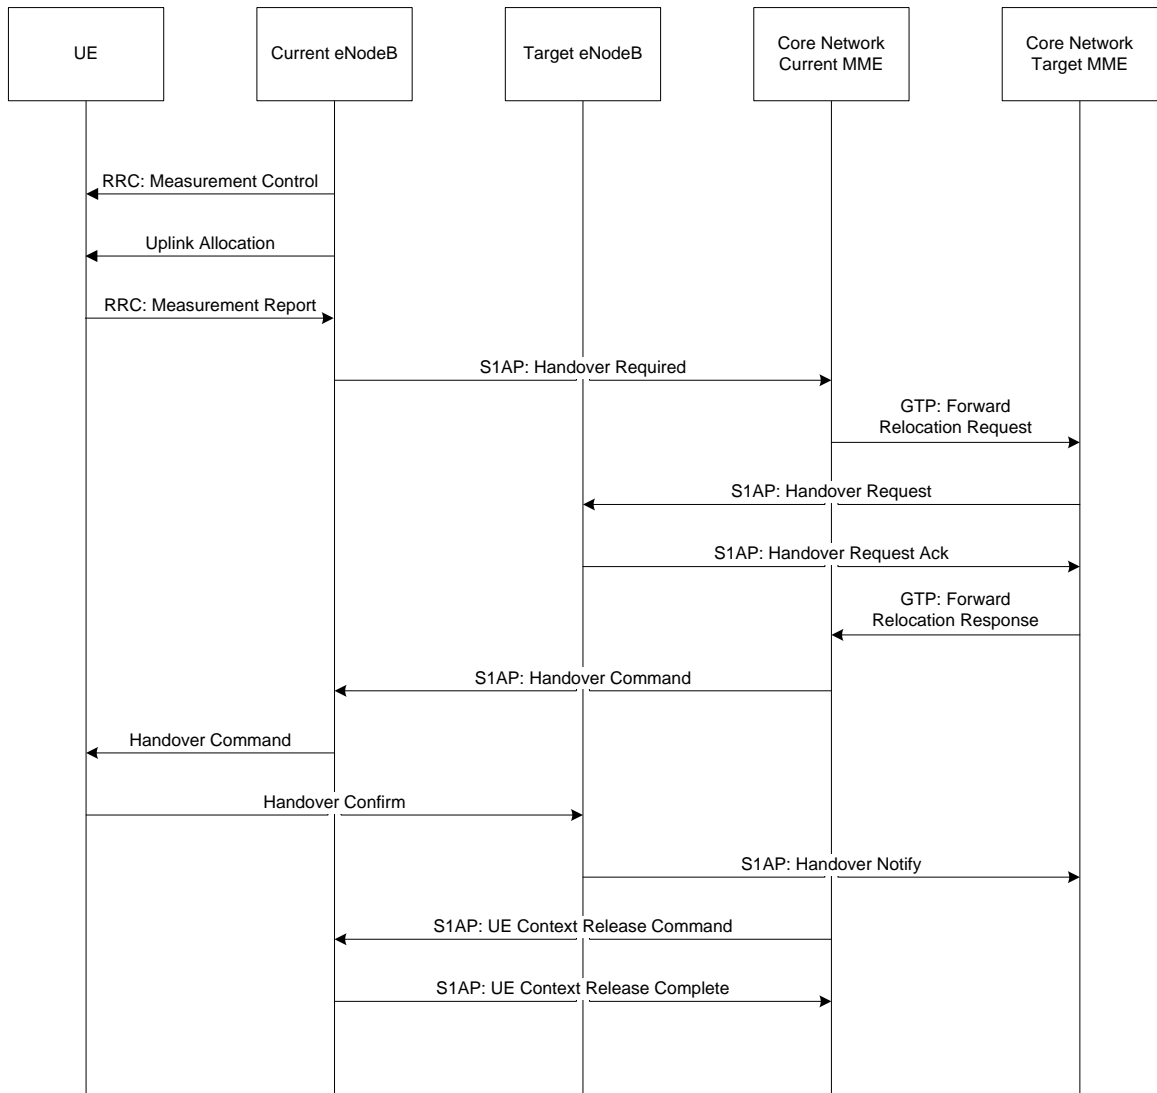 UE
Current eNodeB
Target eNodeB
Core Network
Current MME
Core Network
Target MME
RRC: Measurement Control
Uplink Allocation
RRC: Measurement Report
S1AP: Handover Required
GTP: Forward
Relocation Request
S1AP: Handover Request
S1AP: Handover Request Ack
GTP: Forward
Relocation Response
S1AP: Handover Command
Handover Command
Handover Confirm
S1AP: Handover Notify
S1AP: UE Context Release Command
S1AP: UE Context Release Complete